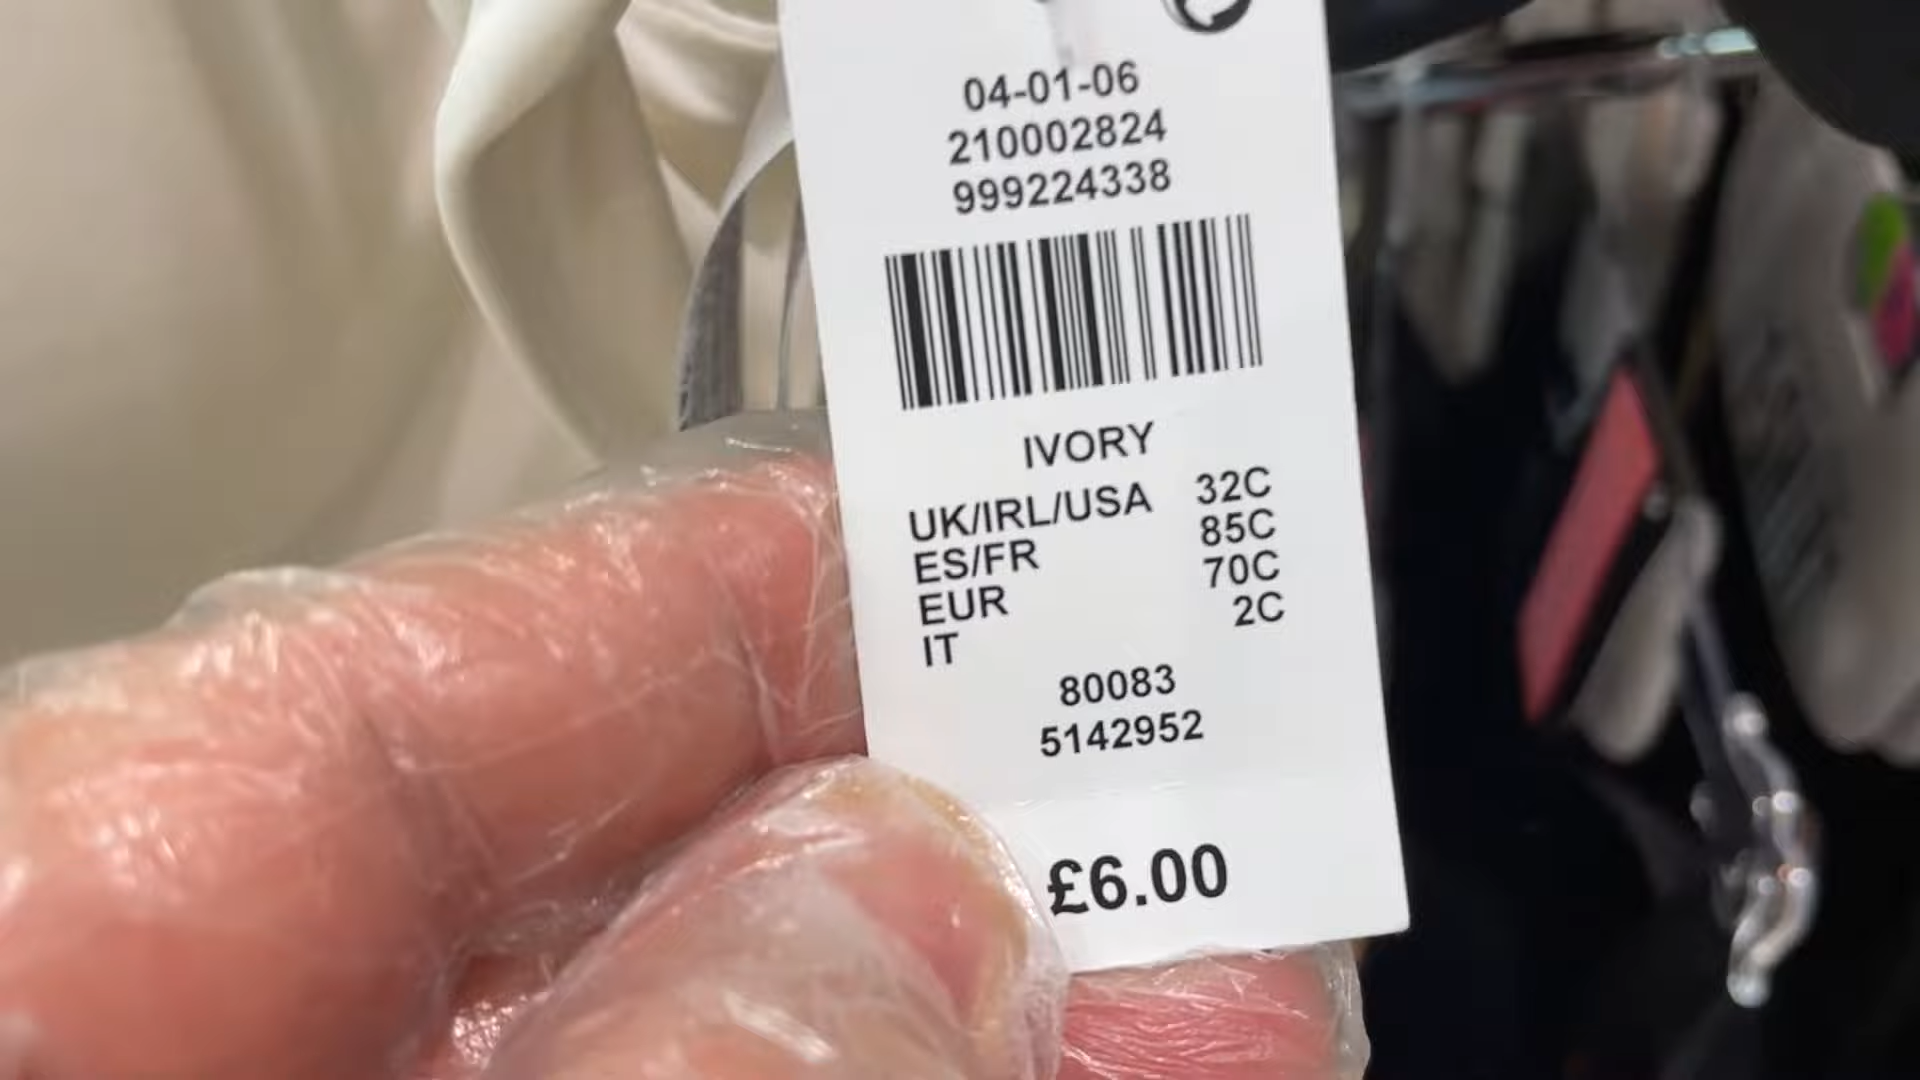 04-01-06
210002824
999224338
IVORY
UK/IRL/USA 32C
ES/FR 85C
EUR 70C
IT 2C
80083
5142952
£6.00